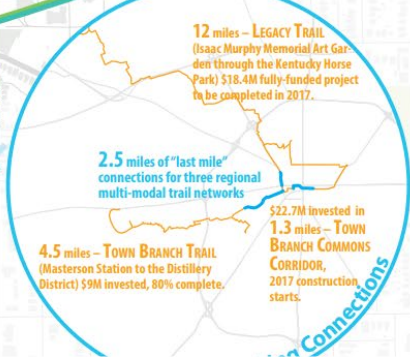 12 miles – LEGACY TRAIL
(Isaac Murphy Memorial Art Gar-
den through the Kentucky Horse
Park) $18.4M fully-funded project
to be completed in 2017.
2.5 miles of "last mile"
connections for three regional
multi-modal trail networks
$22.7M invested in
1.3 miles – TOWN
BRANCH COMMONS
CORRIDOR,
2017 construction
starts.
4.5 miles – TOWN BRANCH TRAIL
(Masterson Station to the Distillery
District) $9M invested, 80% complete.
Connections